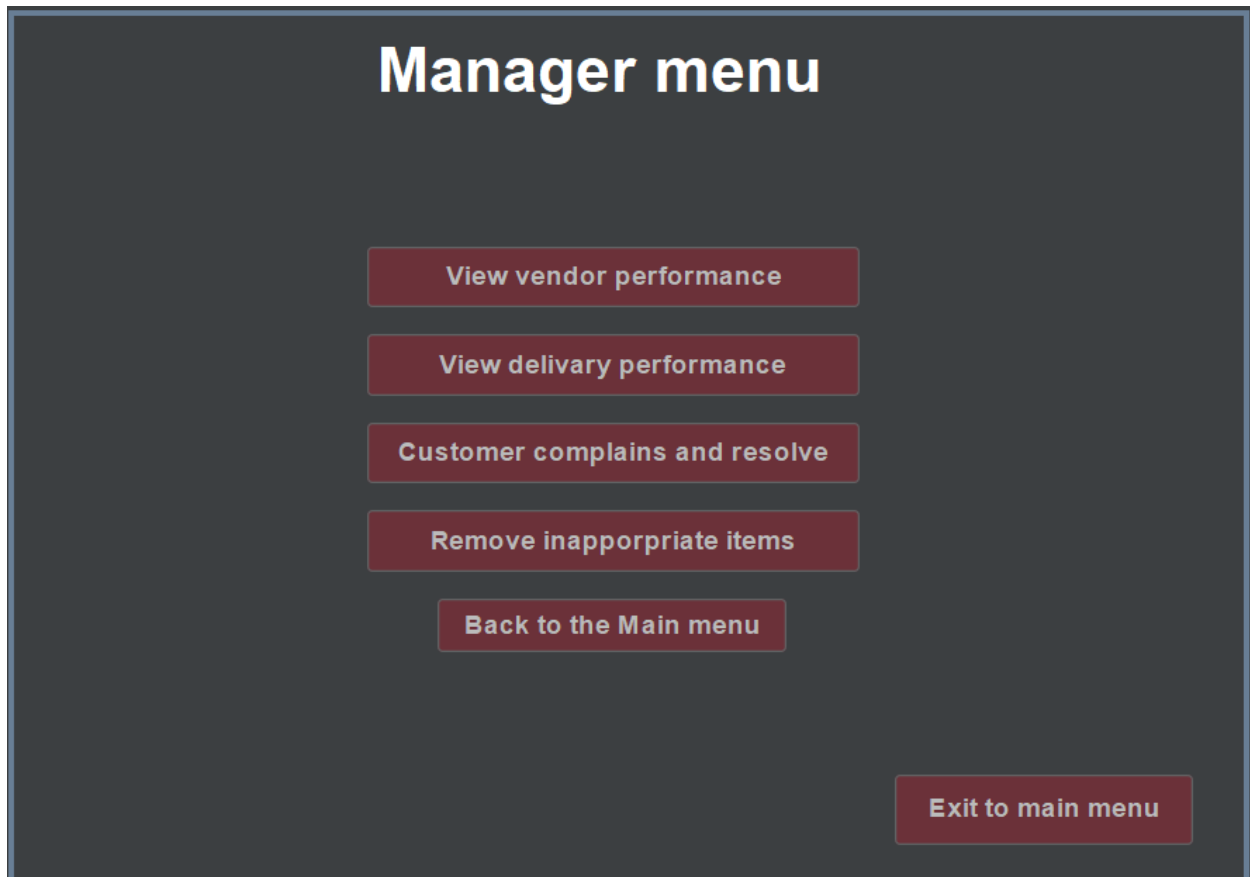 Manager menu
View vendor performance
View delivary performance
Customer complains and resolve
Remove inapporpriate items
Back to the Main menu
Exit to main menu